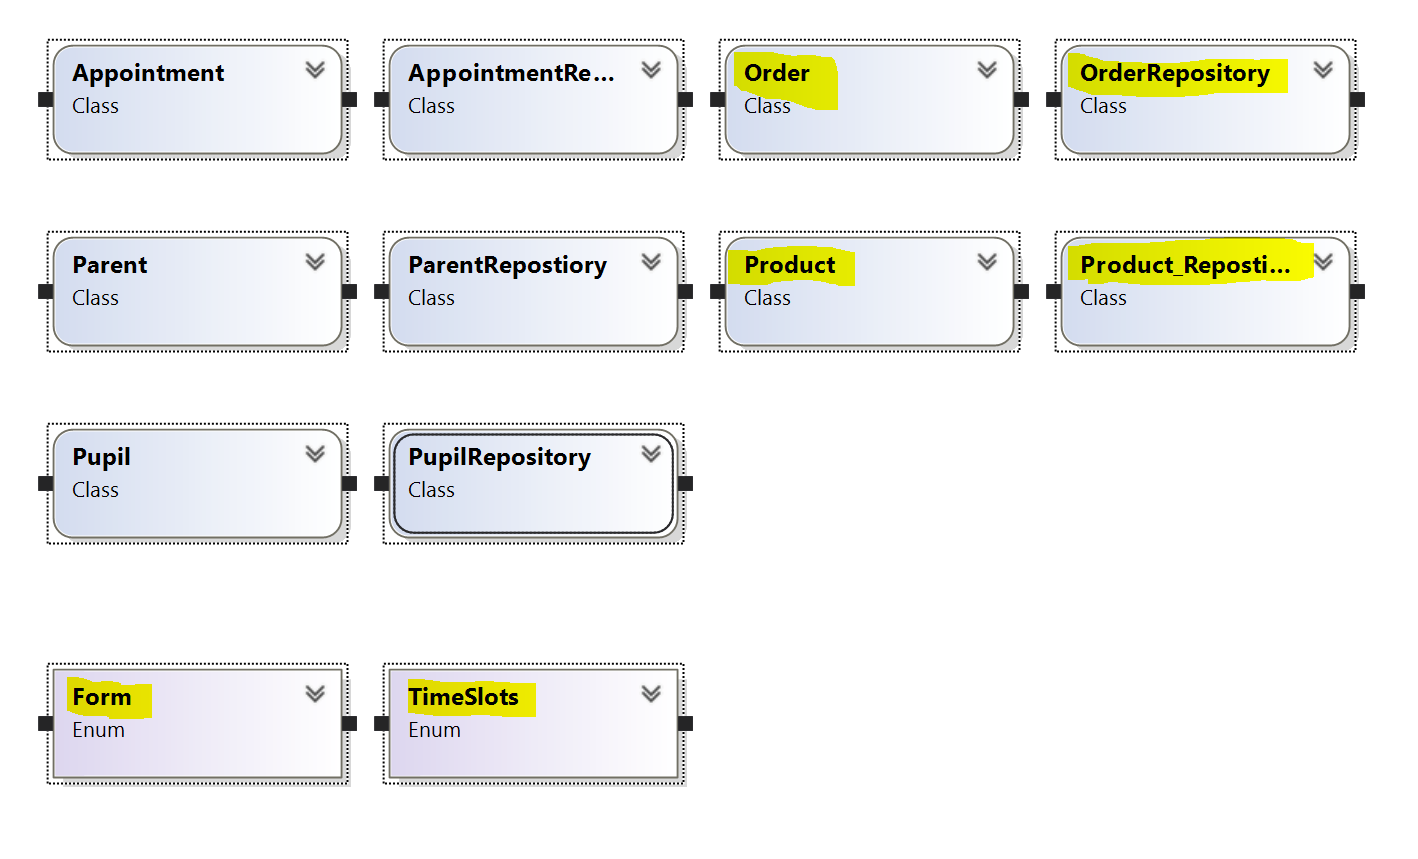 Appointment
Class
AppointmentRe...
Class
Order
Class
OrderRepository
Class
Parent
Class
ParentRepostiory
Class
Product
Class
Product_Reposti...
Class
Pupil
Class
PupilRepository
Class
Form
Enum
TimeSlots
Enum